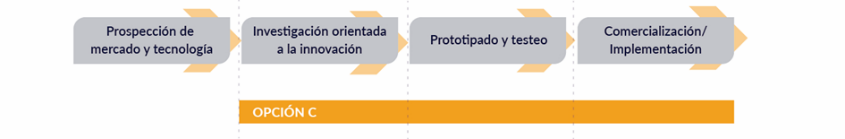 Prospección de
mercado y tecnología
Investigación orientada
a la innovación
Prototipado y testeo
Comercialización/
Implementación
OPCIÓN C